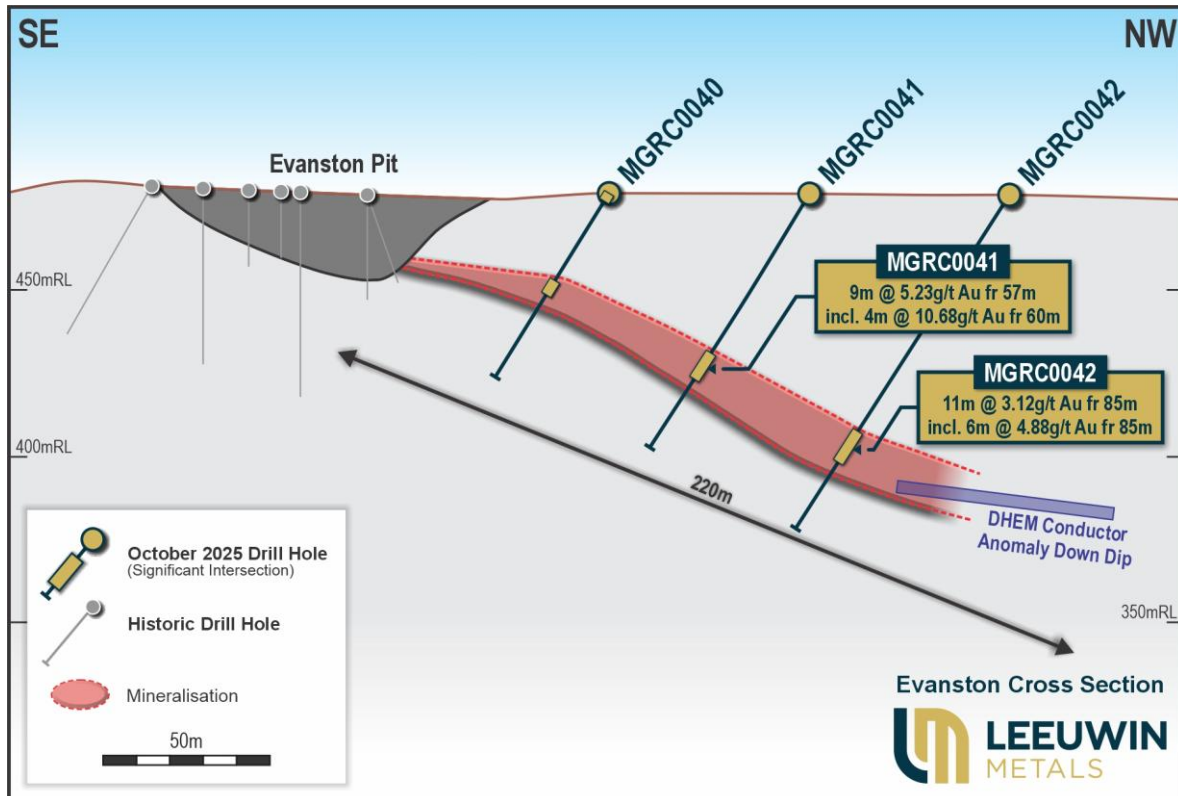 SE
NW
MGRC0040
MGRC0041
MGRC0042
Evanston Pit
450mRL
MGRC0041
9m @ 5.23g/t Au fr 57m
incl. 4m @ 10.68g/t Au fr 60m
MGRC0042
11m @ 3.12g/t Au fr 85m
incl. 6m @ 4.88g/t Au fr 85m
400mRL
220m
DHEM Conductor
Anomaly Down Dip
350mRL
October 2025 Drill Hole
(Significant Intersection)
Historic Drill Hole
Mineralisation
50m
Evanston Cross Section
LEEUWIN
METALS